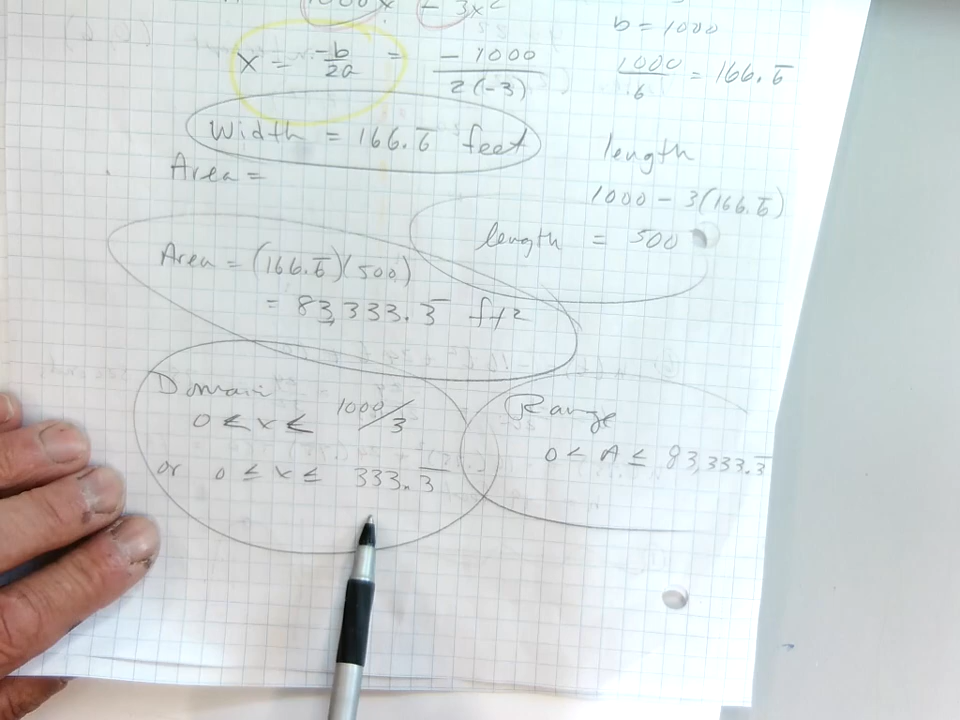 1000x - 3x²
b = 1000
x = -b/2a = -1000/2(-3)
1000/.6 = 166.6̅
Width = 166.6̅ feet
length
Area =
1000 - 3(166.6̅)
length = 500
Area = (166.6̅)(500)
= 83,333.3̅ ft²
Domain
0 ≤ x ≤ 1000/3
or 0 ≤ x ≤ 333.3̅
Range
0 ≤ A ≤ 83,333.3̅